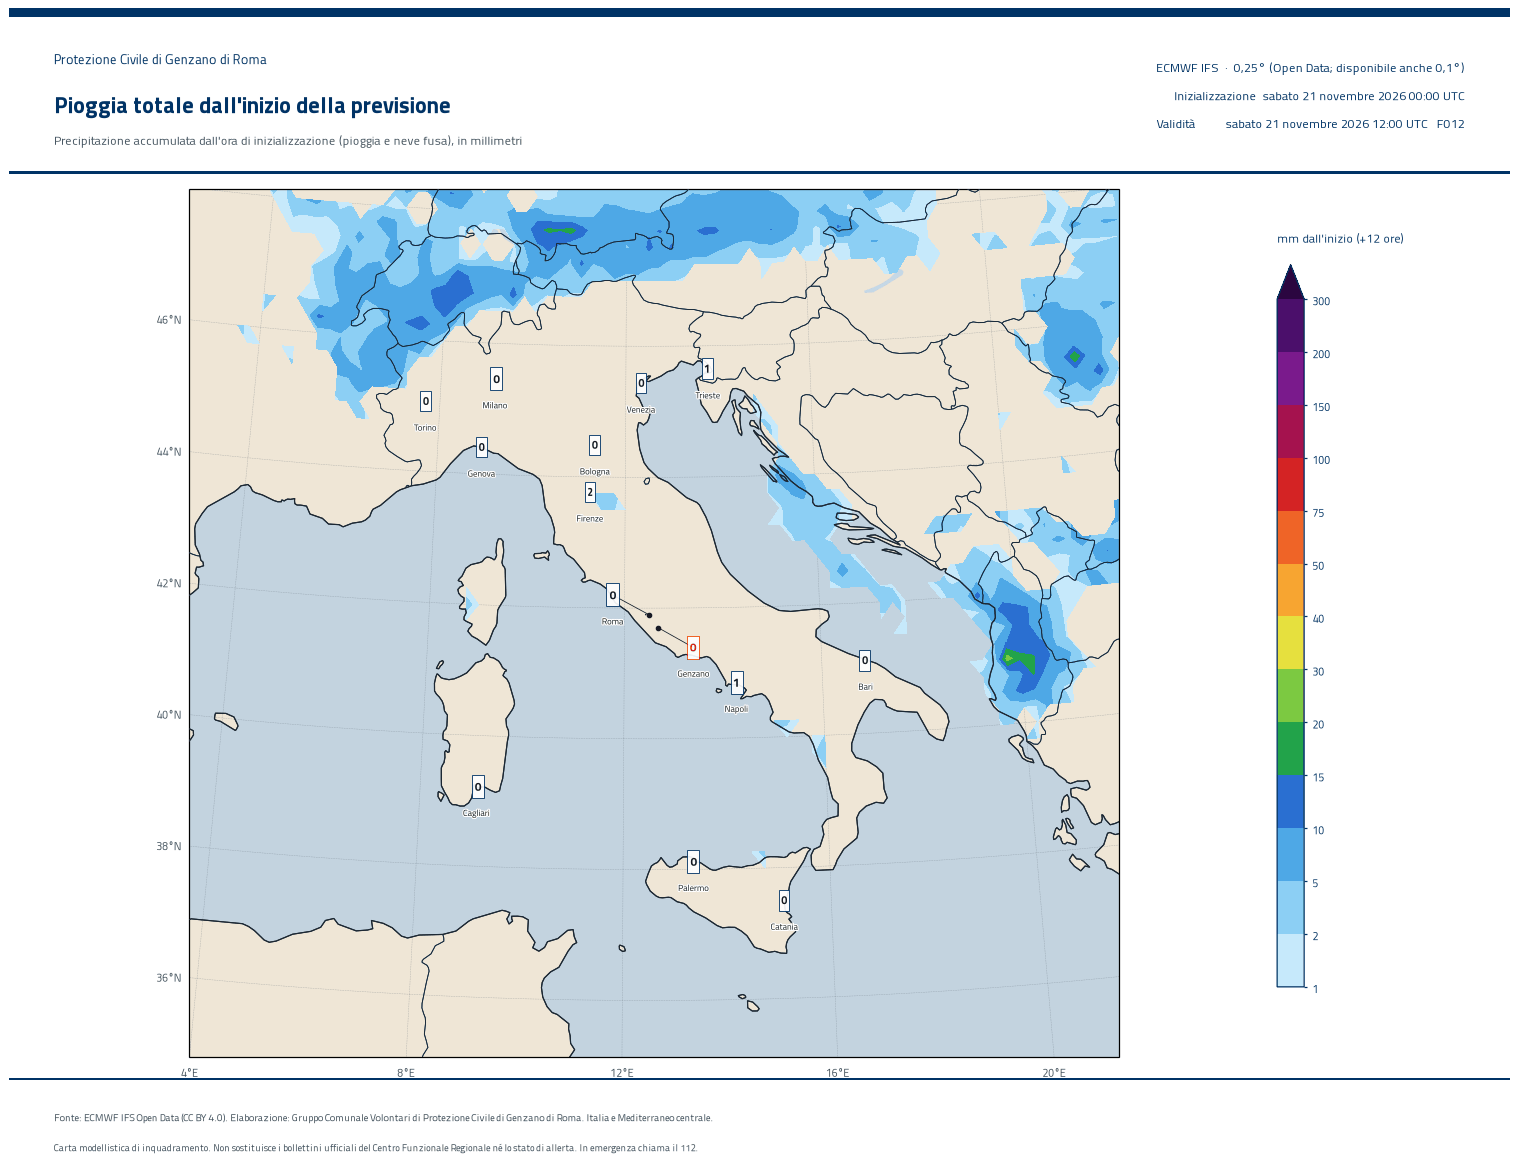 Protezione Civile di Genzano di Roma
Pioggia totale dall'inizio della previsione
Precipitazione accumulata dall'ora di inizializzazione (pioggia e neve fusa), in millimetri
ECMWF IFS · 0,25° (Open Data; disponibile anche 0,1°)
Inizializzazione sabato 21 novembre 2026 00:00 UTC
Validità sabato 21 novembre 2026 12:00 UTC F012
mm dall'inizio (+12 ore)
300
200
150
100
75
50
40
30
20
15
10
5
2
1
46°N
44°N
42°N
40°N
38°N
36°N
4°E
8°E
12°E
16°E
20°E
0
Milano
0
Torino
0
Venezia
1
Trieste
0
Genova
0
Bologna
2
Firenze
0
Roma
0
Genzano
1
Napoli
0
Bari
0
Cagliari
0
Palermo
0
Catania
Fonte: ECMWF IFS Open Data (CC BY 4.0). Elaborazione: Gruppo Comunale Volontari di Protezione Civile di Genzano di Roma. Italia e Mediterraneo centrale.
Carta modellistica di inquadramento. Non sostituisce i bollettini ufficiali del Centro Funzionale Regionale né lo stato di allerta. In emergenza chiama il 112.